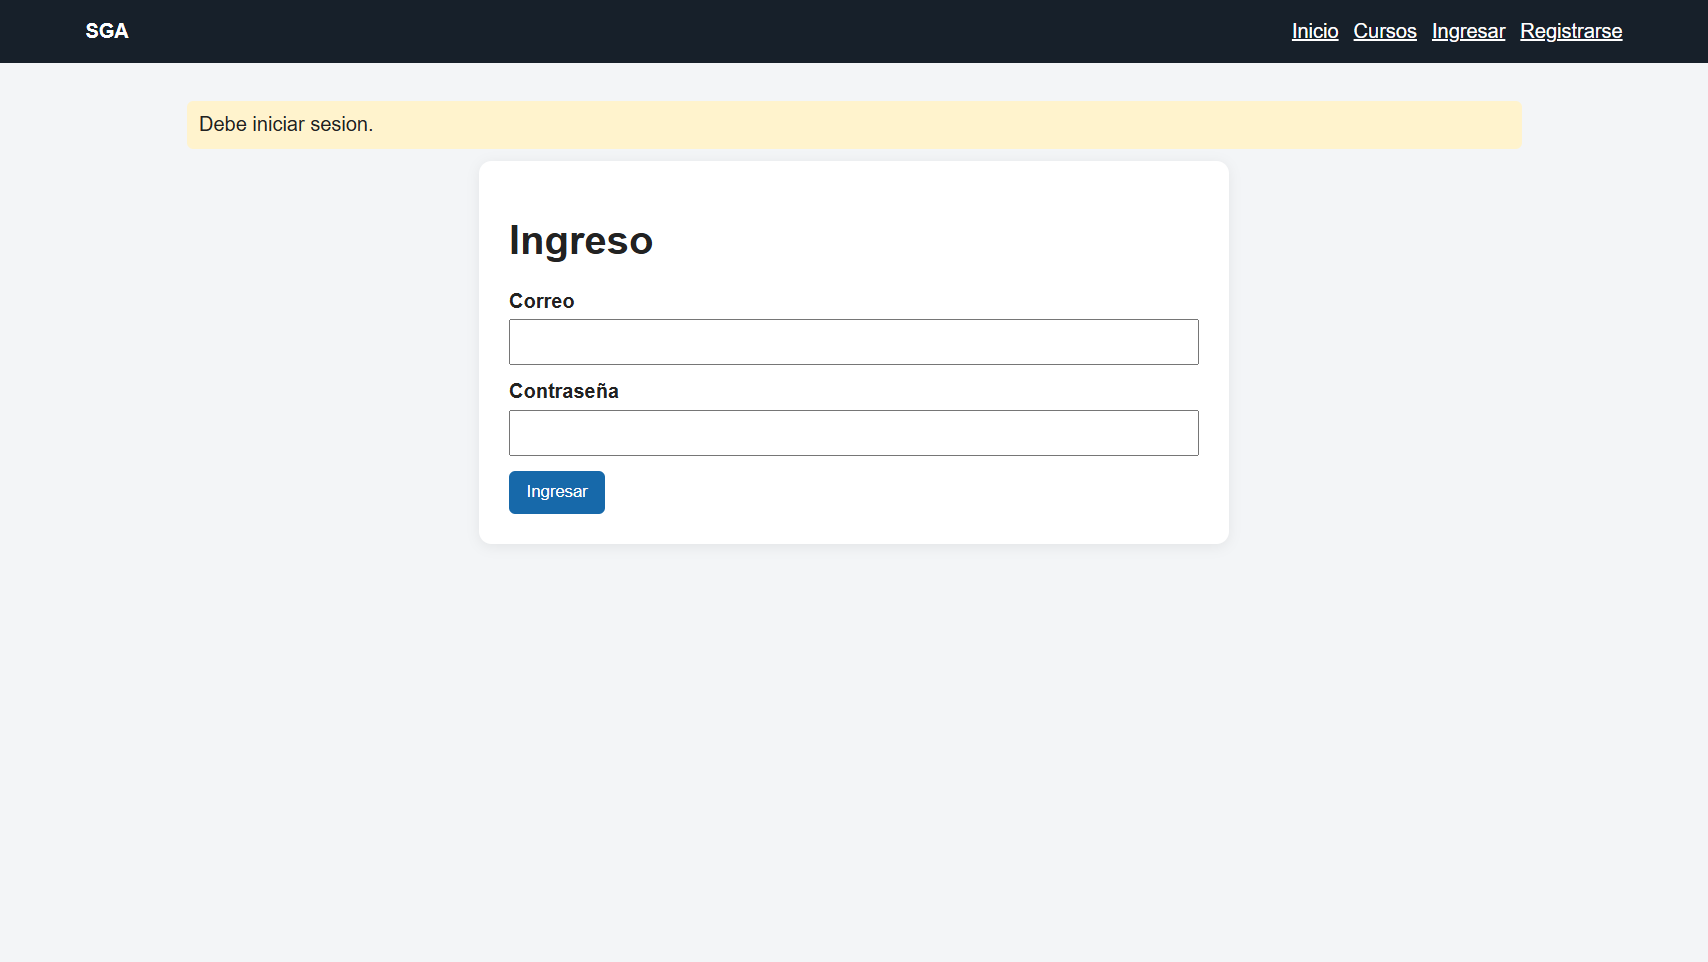 SGA
Inicio Cursos Ingresar Registrarse
Debe iniciar sesion.
Ingreso
Correo
Contraseña
Ingresar